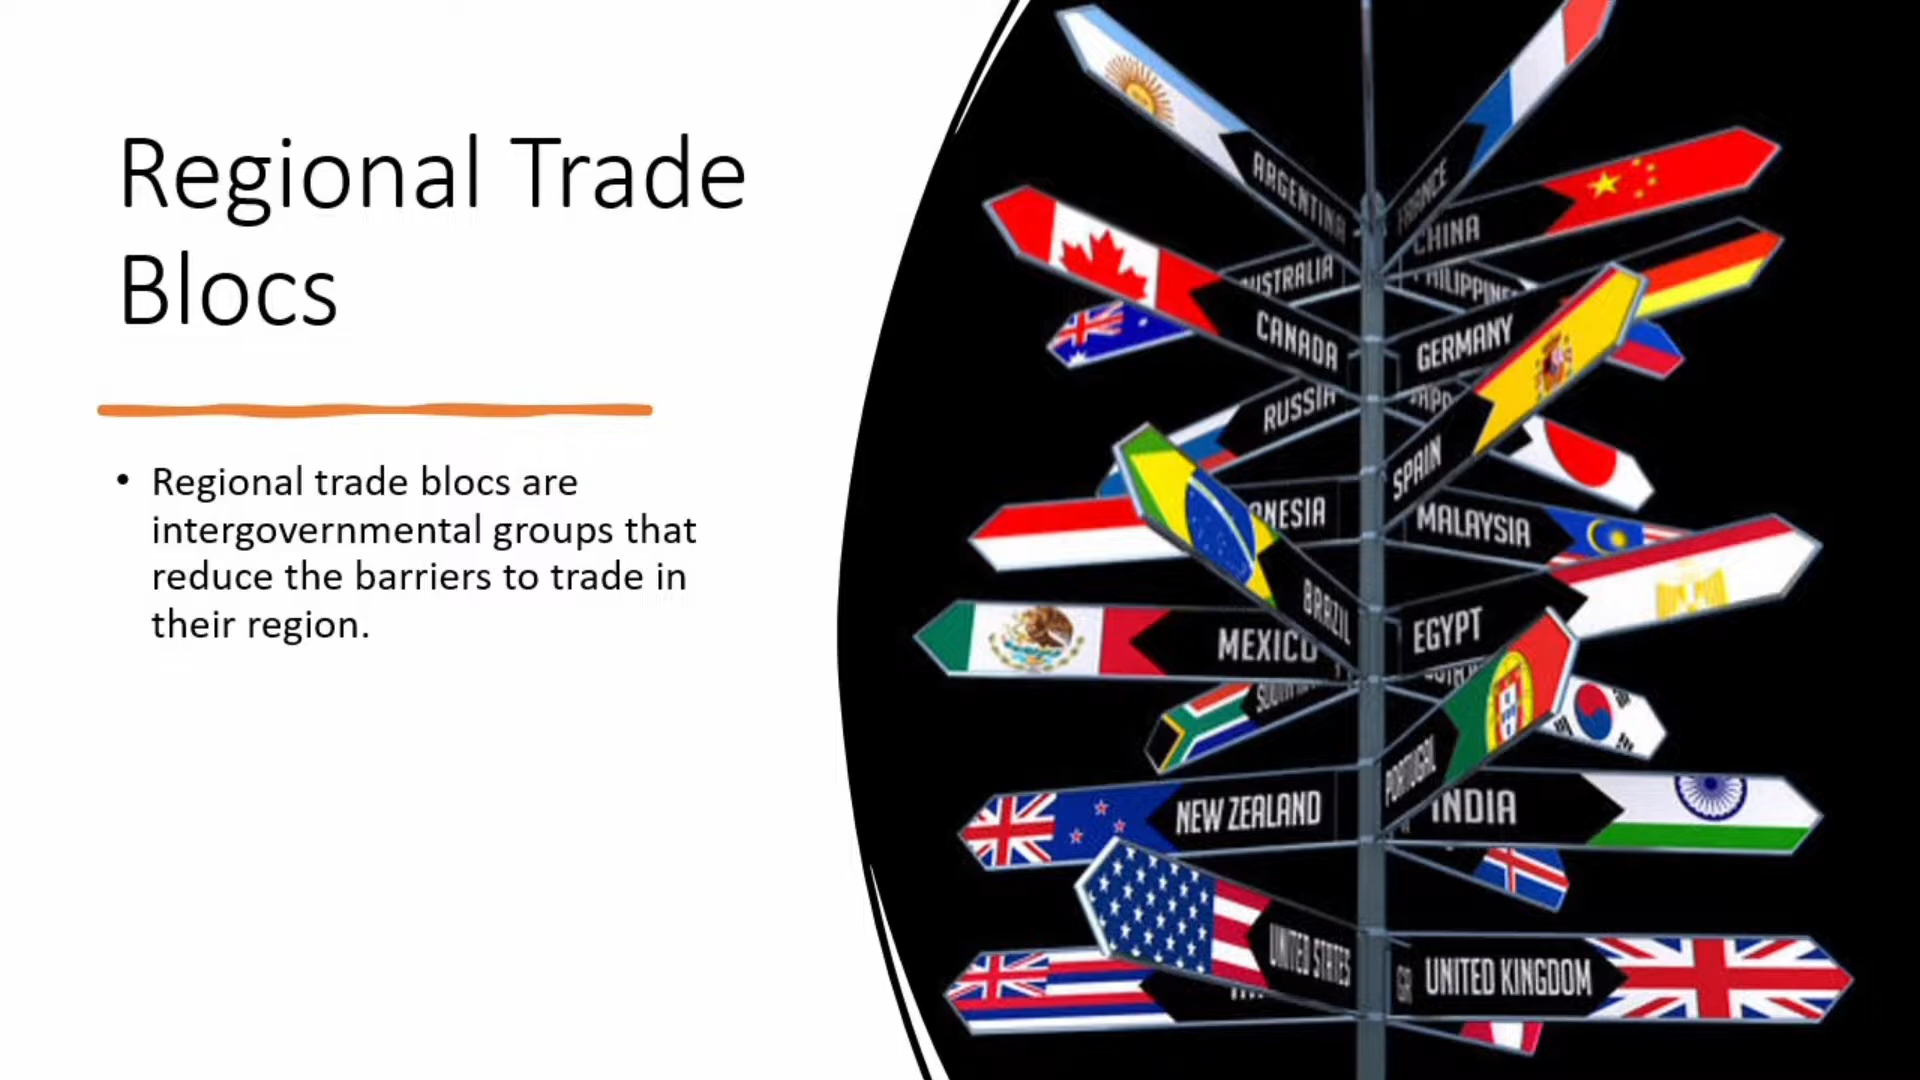 Regional Trade
Blocs
• Regional trade blocs are
intergovernmental groups that
reduce the barriers to trade in
their region.
ARGENTINA
FRANCE
CHINA
CANADA
GERMANY
RUSSIA
SPAIN
MALAYSIA
BRAZIL
MEXICO
EGYPT
PORTUGAL
NEW ZEALAND
INDIA
UNITED STATES
UNITED KINGDOM